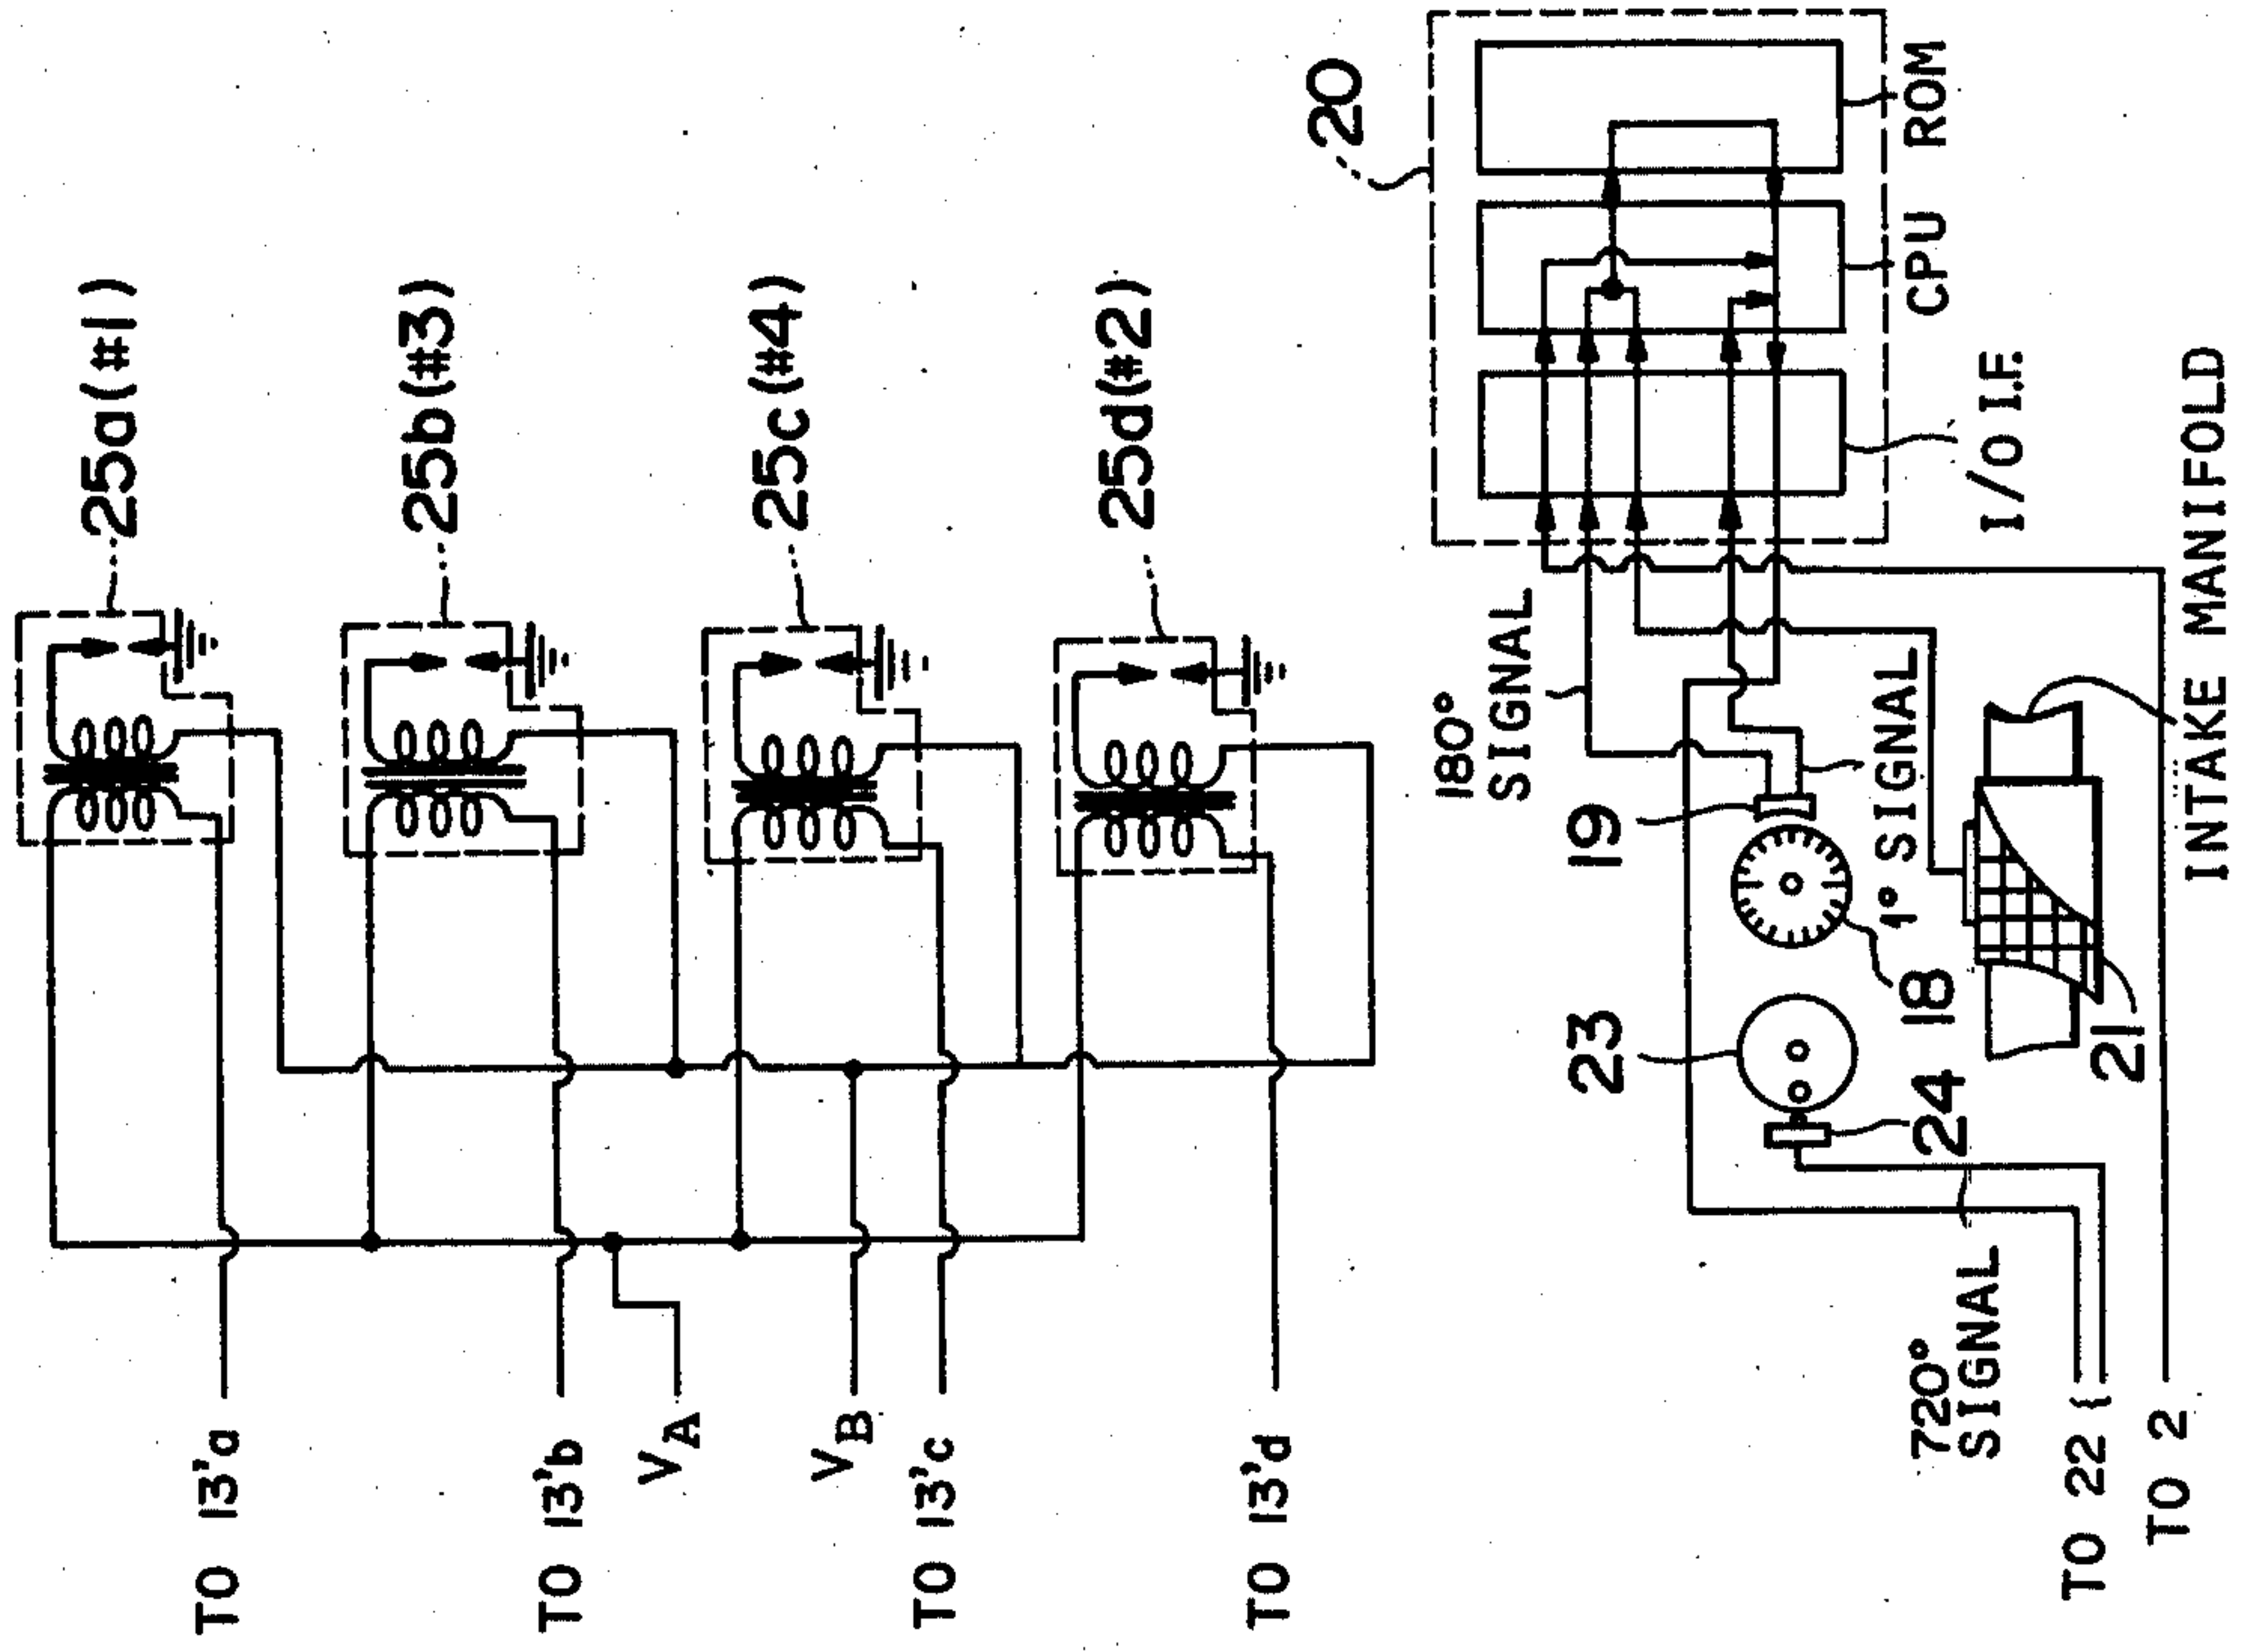 25a(#1)
25b(#3)
25c(#4)
25d(#2)
TO 13'a
TO 13'b
VA
VB
TO 13'c
TO 13'd
20
ROM
CPU
I/O I.F.
180°
SIGNAL
19
1° SIGNAL
18
23
24
21
INTAKE MANIFOLD
720°
SIGNAL
TO 22
TO 2